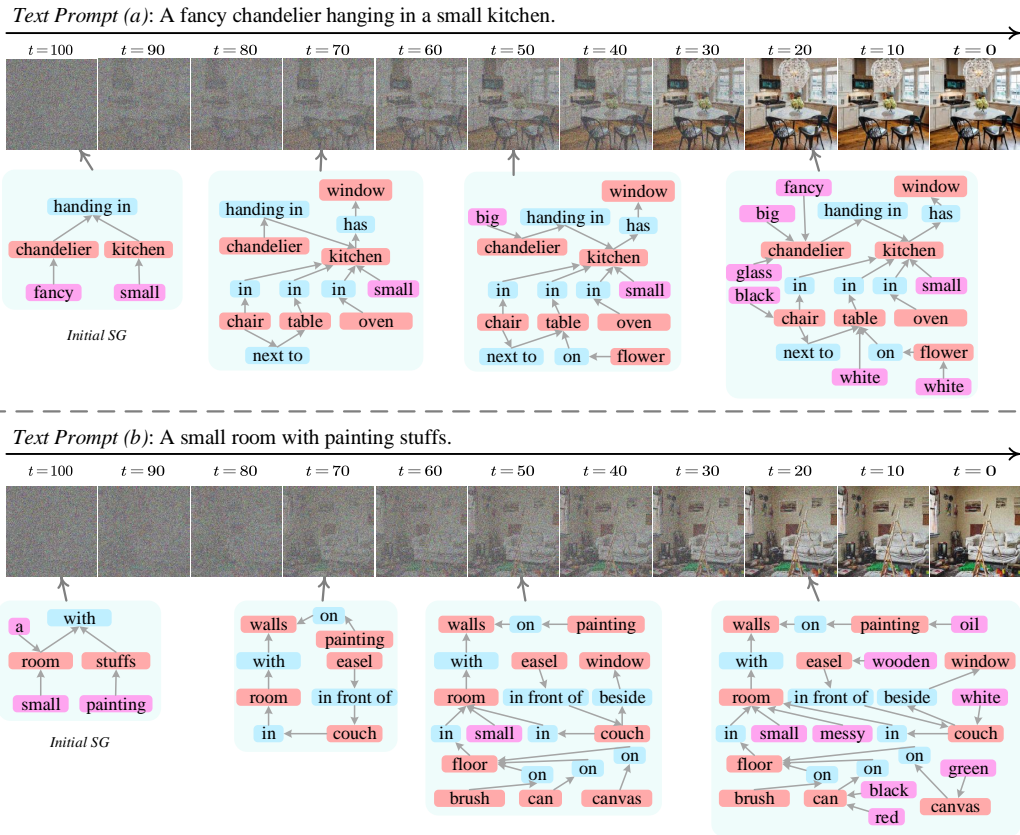 Text Prompt (a): A fancy chandelier hanging in a small kitchen.
t = 100 t = 90 t = 80 t = 70 t = 60 t = 50 t = 40 t = 30 t = 20 t = 10 t = 0
handing in
chandelier kitchen
fancy small
Initial SG
window
handing in
has
chandelier
kitchen
in in in small
chair table oven
next to
window
big handing in
has
chandelier
kitchen
in in in small
chair table oven
next to on flower
fancy window
big handing in
has
chandelier kitchen
glass
black in in in small
chair table oven
next to on flower
white
white
Text Prompt (b): A small room with painting stuffs.
t = 100 t = 90 t = 80 t = 70 t = 60 t = 50 t = 40 t = 30 t = 20 t = 10 t = 0
with
a
room stuffs
small painting
Initial SG
on
walls
painting
with easel
room in front of
in couch
walls on painting
with easel window
room in front of beside
in small in couch
floor on
on on
brush can canvas
walls on painting oil
with easel wooden window
room in front of beside white
in small messy in couch
floor on
on on green
brush can black
canvas
red